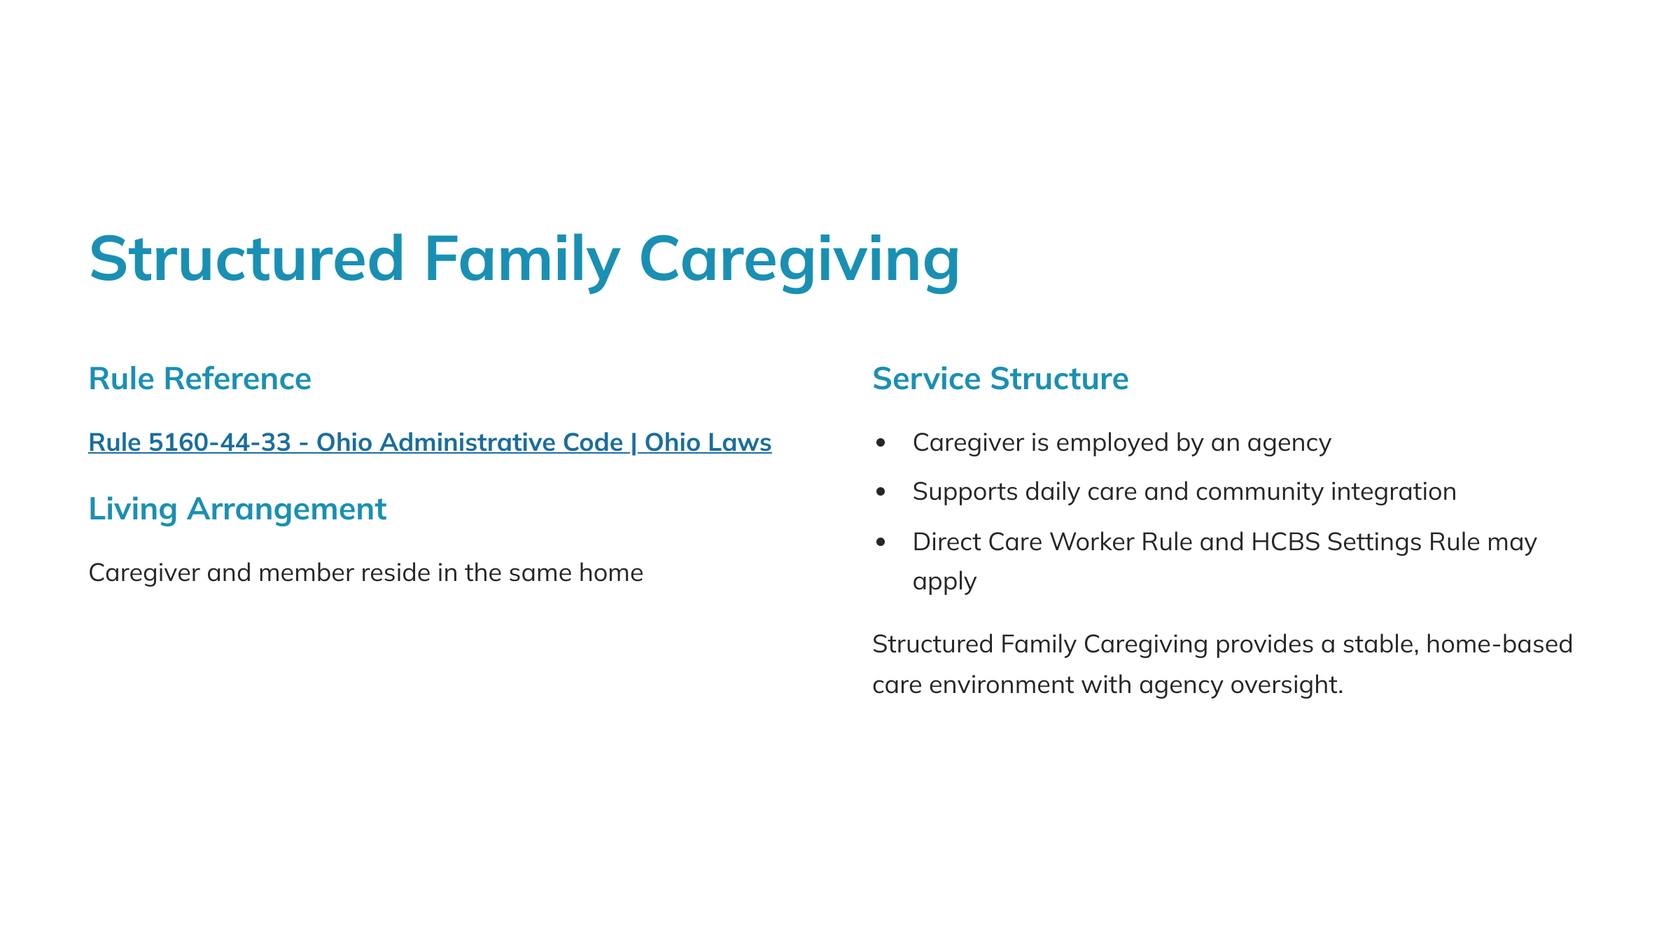 Structured Family Caregiving
Rule Reference
Rule 5160-44-33 - Ohio Administrative Code | Ohio Laws
Living Arrangement
Caregiver and member reside in the same home
Service Structure
• Caregiver is employed by an agency
• Supports daily care and community integration
• Direct Care Worker Rule and HCBS Settings Rule may
apply
Structured Family Caregiving provides a stable, home-based
care environment with agency oversight.